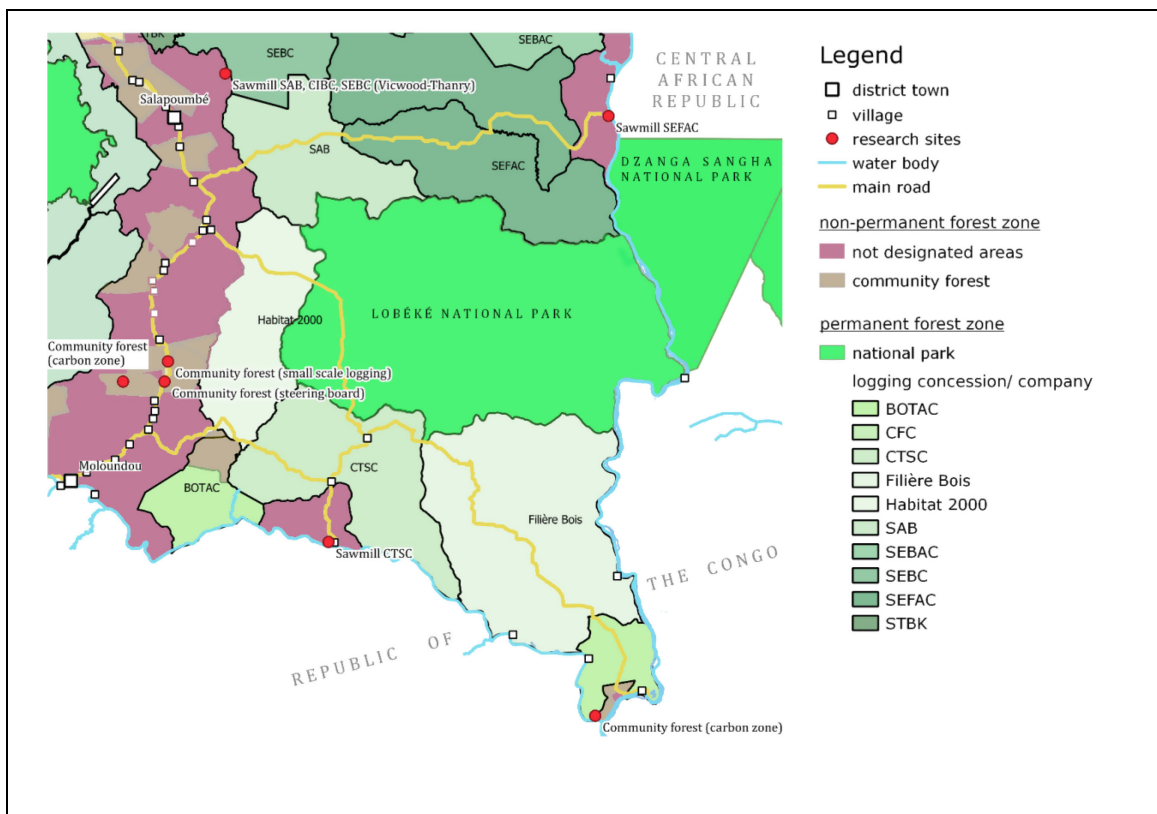 STBK
SEBC
SEBAC
CENTRAL
AFRICAN
REPUBLIC
Sawmill SAB, CIBC, SEBC (Vicwood-Thanry)
Salapoumbé
Sawmill SEFAC
SAB
SEFAC
DZANGA SANGHA
NATIONAL PARK
LOBÉKÉ NATIONAL PARK
Habitat 2000
Community forest
(carbon zone)
Community forest (small scale logging)
Community forest (steering board)
Moloundou
BOTAC
CTSC
Filière Bois
Sawmill CTSC
REPUBLIC OF
THE CONGO
Community forest (carbon zone)
Legend
district town
village
research sites
water body
main road
non-permanent forest zone
not designated areas
community forest
permanent forest zone
national park
logging concession/ company
BOTAC
CFC
CTSC
Filière Bois
Habitat 2000
SAB
SEBAC
SEBC
SEFAC
STBK